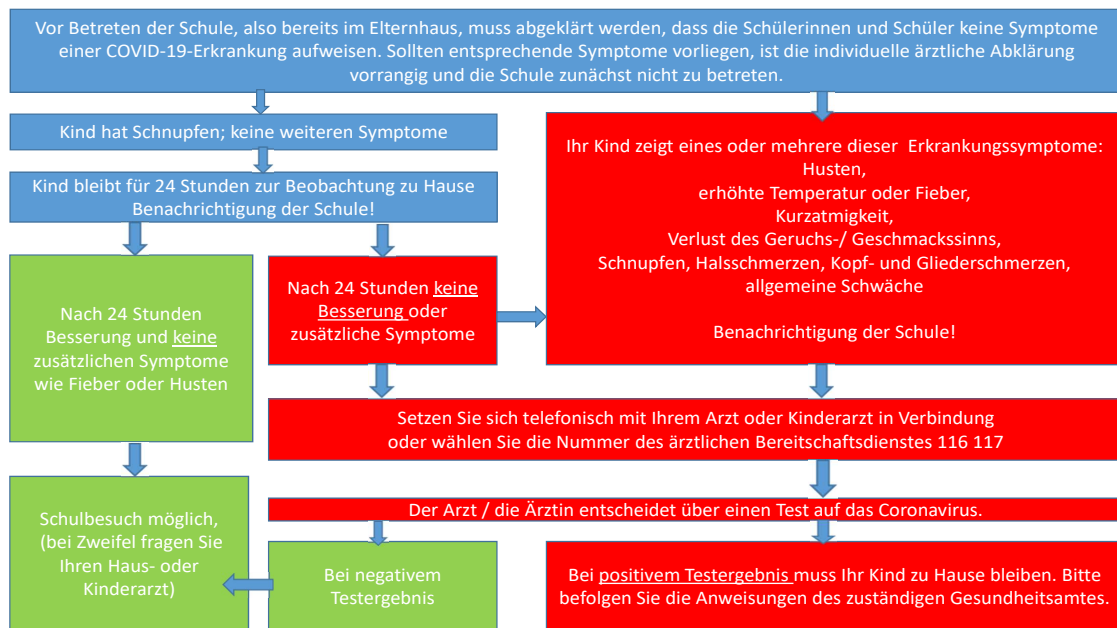 Vor Betreten der Schule, also bereits im Elternhaus, muss abgeklärt werden, dass die Schülerinnen und Schüler keine Symptome
einer COVID-19-Erkrankung aufweisen. Sollten entsprechende Symptome vorliegen, ist die individuelle ärztliche Abklärung
vorrangig und die Schule zunächst nicht zu betreten.
Kind hat Schnupfen; keine weiteren Symptome
Kind bleibt für 24 Stunden zur Beobachtung zu Hause
Benachrichtigung der Schule!
Ihr Kind zeigt eines oder mehrere dieser Erkrankungssymptome:
Husten,
erhöhte Temperatur oder Fieber,
Kurzatmigkeit,
Verlust des Geruchs-/ Geschmackssinns,
Schnupfen, Halsschmerzen, Kopf- und Gliederschmerzen,
allgemeine Schwäche
Benachrichtigung der Schule!
Nach 24 Stunden
Besserung und keine
zusätzlichen Symptome
wie Fieber oder Husten
Nach 24 Stunden keine
Besserung oder
zusätzliche Symptome
Setzen Sie sich telefonisch mit Ihrem Arzt oder Kinderarzt in Verbindung
oder wählen Sie die Nummer des ärztlichen Bereitschaftsdienstes 116 117
Schulbesuch möglich,
(bei Zweifel fragen Sie
Ihren Haus- oder
Kinderarzt)
Der Arzt / die Ärztin entscheidet über einen Test auf das Coronavirus.
Bei negativem
Testergebnis
Bei positivem Testergebnis muss Ihr Kind zu Hause bleiben. Bitte
befolgen Sie die Anweisungen des zuständigen Gesundheitsamtes.